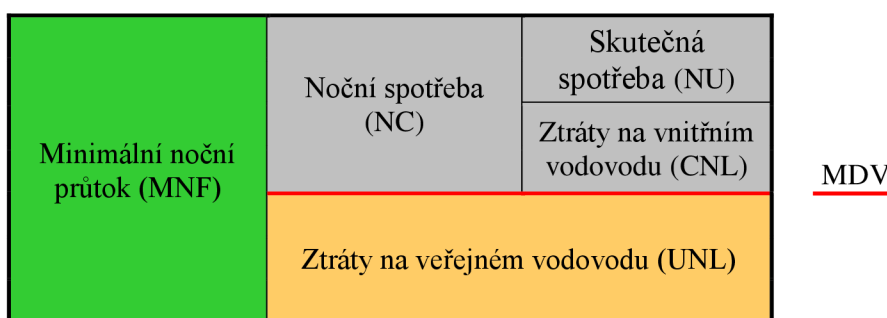 Minimální noční
průtok (MNF)
Noční spotřeba
(NC)
Skutečná
spotřeba (NU)
Ztráty na vnitřním
vodovodu (CNL)
MDV
Ztráty na veřejném vodovodu (UNL)